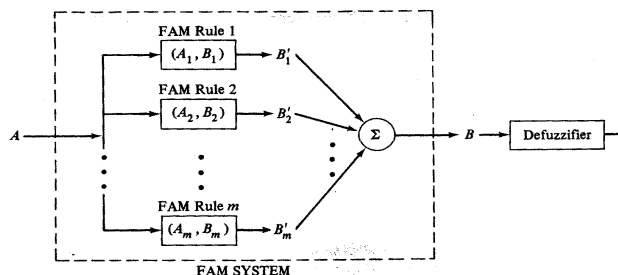 FAM Rule 1
(A₁, B₁)
B′₁
FAM Rule 2
(A₂, B₂)
B′₂
A
Σ
B
Defuzzifier
FAM Rule m
(Aₘ, Bₘ)
B′ₘ
FAM SYSTEM